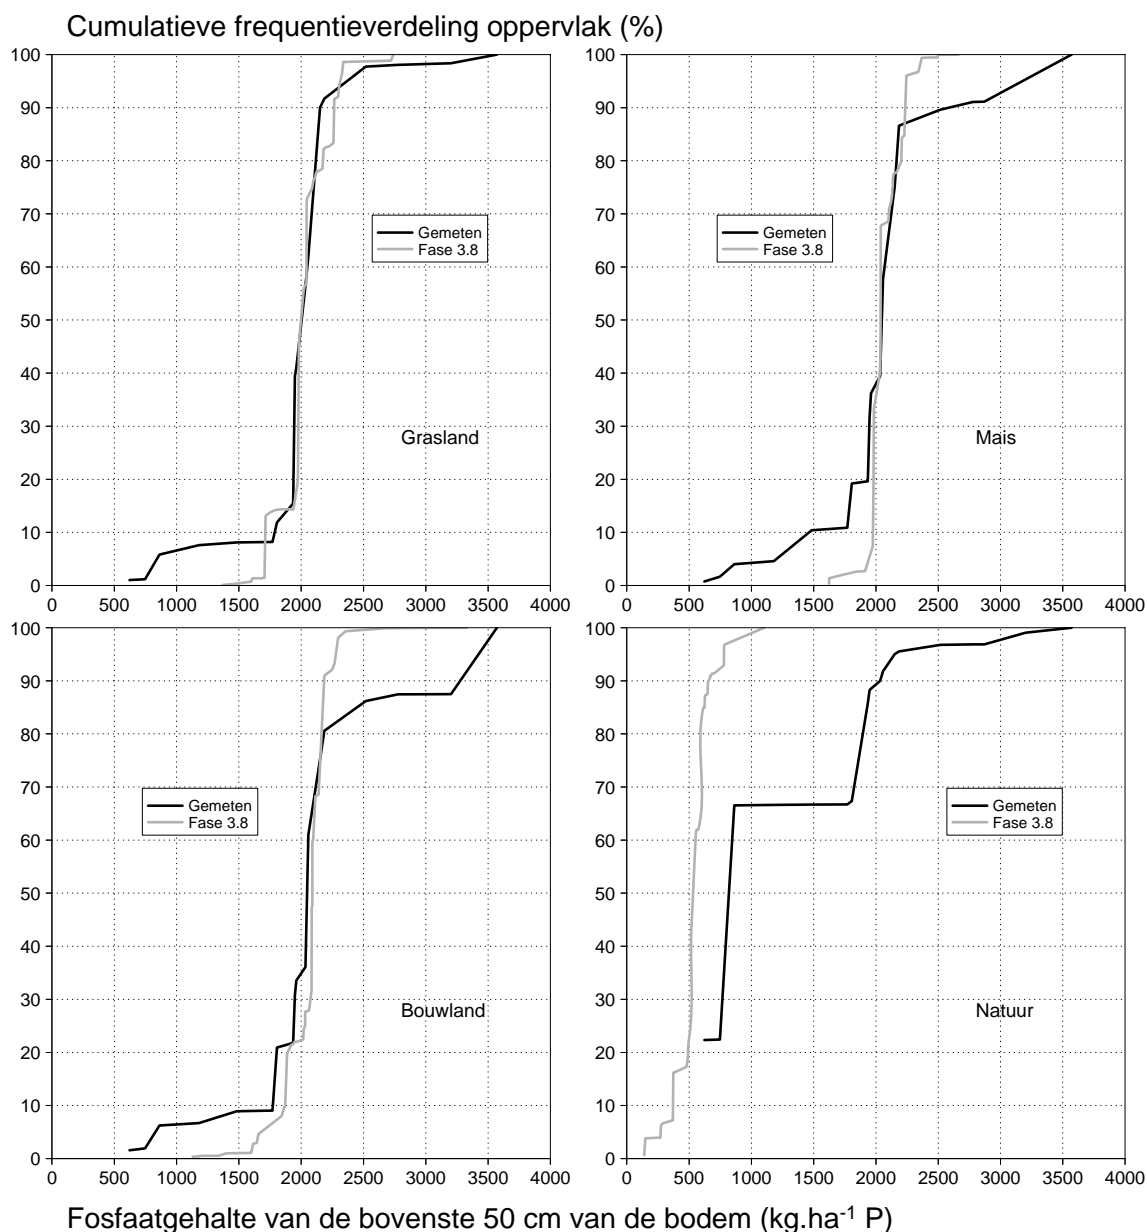 Cumulatieve frequentieverdeling oppervlak (%)
100
90
80
70
60
50
40
30
20
10
0
0 500 1000 1500 2000 2500 3000 3500 4000
Gemeten
Fase 3.8
Grasland
100
90
80
70
60
50
40
30
20
10
0
0 500 1000 1500 2000 2500 3000 3500 4000
Gemeten
Fase 3.8
Mais
100
90
80
70
60
50
40
30
20
10
0
0 500 1000 1500 2000 2500 3000 3500 4000
Gemeten
Fase 3.8
Bouwland
100
90
80
70
60
50
40
30
20
10
0
0 500 1000 1500 2000 2500 3000 3500 4000
Gemeten
Fase 3.8
Natuur
Fosfaatgehalte van de bovenste 50 cm van de bodem (kg.ha⁻¹ P)